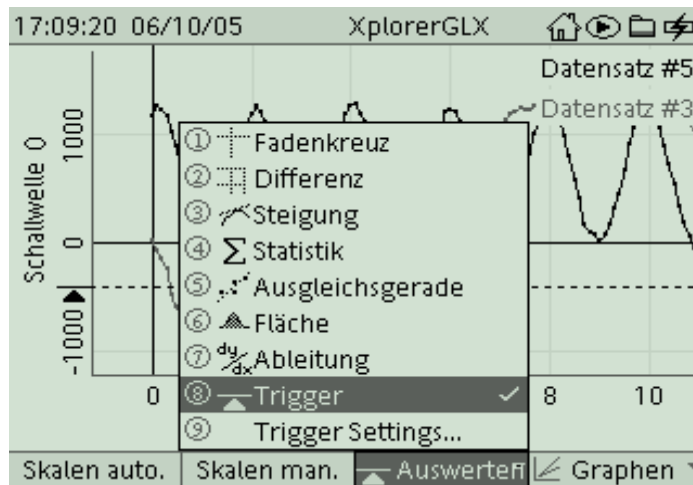 17:09:20 06/10/05 XplorerGLX
Datensatz #5
Datensatz #3
Schallwelle ()
1000
0
-1000
① Fadenkreuz
② Differenz
③ Steigung
④ Statistik
⑤ Ausgleichsgerade
⑥ Fläche
⑦ dy/dx Ableitung
⑧ Trigger
⑨ Trigger Settings...
0 8 10
Skalen auto. Skalen man. Auswerten Graphen